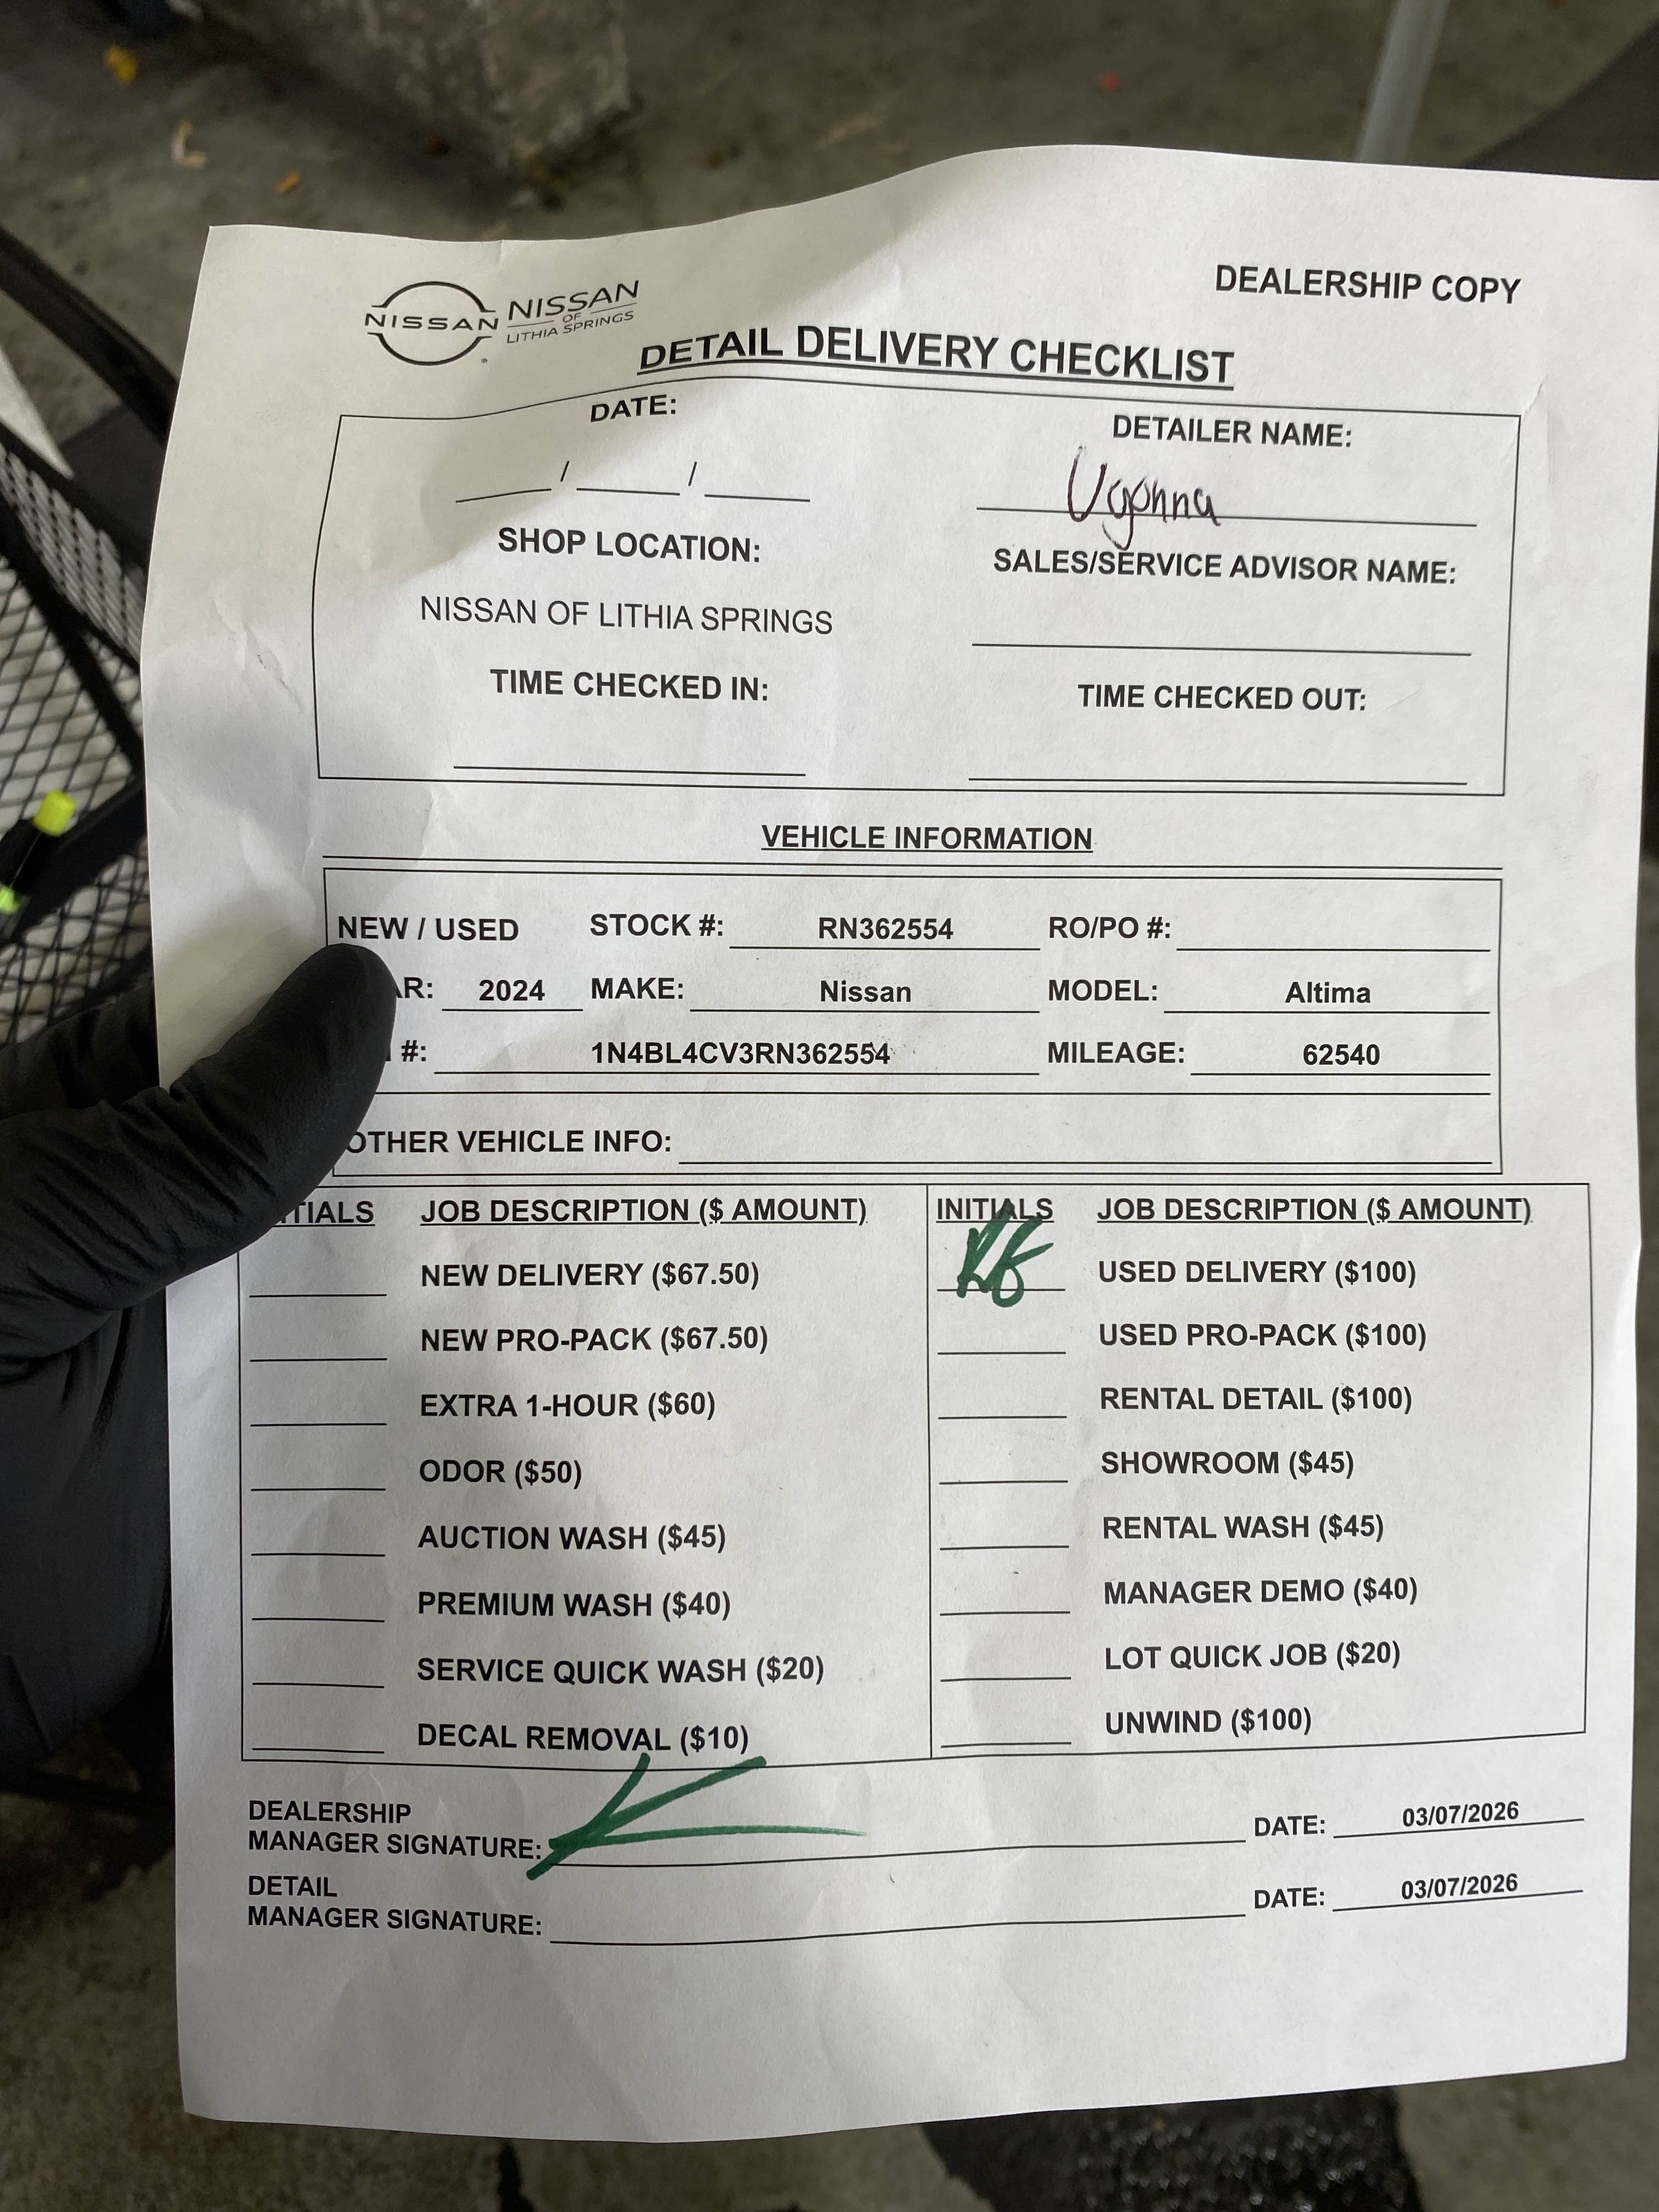 DEALERSHIP COPY
NISSAN NISSAN
OF
LITHIA SPRINGS
DETAIL DELIVERY CHECKLIST
DATE: DETAILER NAME:
/ / Ugonna
SHOP LOCATION: SALES/SERVICE ADVISOR NAME:
NISSAN OF LITHIA SPRINGS
TIME CHECKED IN: TIME CHECKED OUT:
VEHICLE INFORMATION
NEW / USED STOCK #: RN362554 RO/PO #:
AR: 2024 MAKE: Nissan MODEL: Altima
#: 1N4BL4CV3RN362554 MILEAGE: 62540
OTHER VEHICLE INFO:
TIALS JOB DESCRIPTION ($ AMOUNT) INITIALS JOB DESCRIPTION ($ AMOUNT)
NEW DELIVERY ($67.50) USED DELIVERY ($100)
NEW PRO-PACK ($67.50) USED PRO-PACK ($100)
EXTRA 1-HOUR ($60) RENTAL DETAIL ($100)
ODOR ($50) SHOWROOM ($45)
AUCTION WASH ($45) RENTAL WASH ($45)
PREMIUM WASH ($40) MANAGER DEMO ($40)
SERVICE QUICK WASH ($20) LOT QUICK JOB ($20)
DECAL REMOVAL ($10) UNWIND ($100)
DEALERSHIP
MANAGER SIGNATURE: DATE: 03/07/2026
DETAIL
MANAGER SIGNATURE: DATE: 03/07/2026